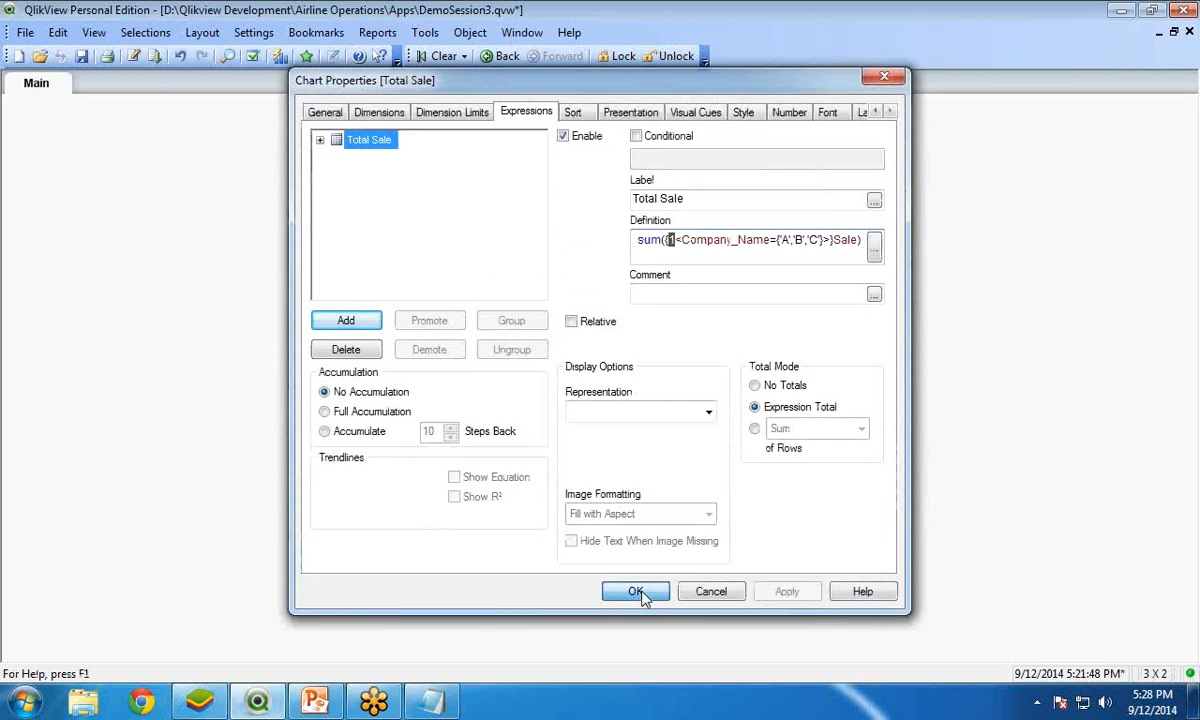 QlikView Personal Edition - [D:\Qlikview Development\Airline Operations\Apps\DemoSession3.qvw*]
File Edit View Selections Layout Settings Bookmarks Reports Tools Object Window Help
Clear Back Forward Lock Unlock
Main
Chart Properties [Total Sale]
General Dimensions Dimension Limits Expressions Sort Presentation Visual Cues Style Number Font La
Total Sale
Enable
Conditional
Label
Total Sale
Definition
sum({1<Company_Name={'A','B','C'}>}Sale)
Comment
Add Promote Group
Relative
Delete Demote Ungroup
Accumulation
No Accumulation
Full Accumulation
Accumulate 10 Steps Back
Trendlines
Show Equation
Show R²
Display Options
Representation
Image Formatting
Fill with Aspect
Hide Text When Image Missing
Total Mode
No Totals
Expression Total
Sum
of Rows
OK Cancel Apply Help
For Help, press F1
9/12/2014 5:21:48 PM* 3 X 2
5:28 PM
9/12/2014